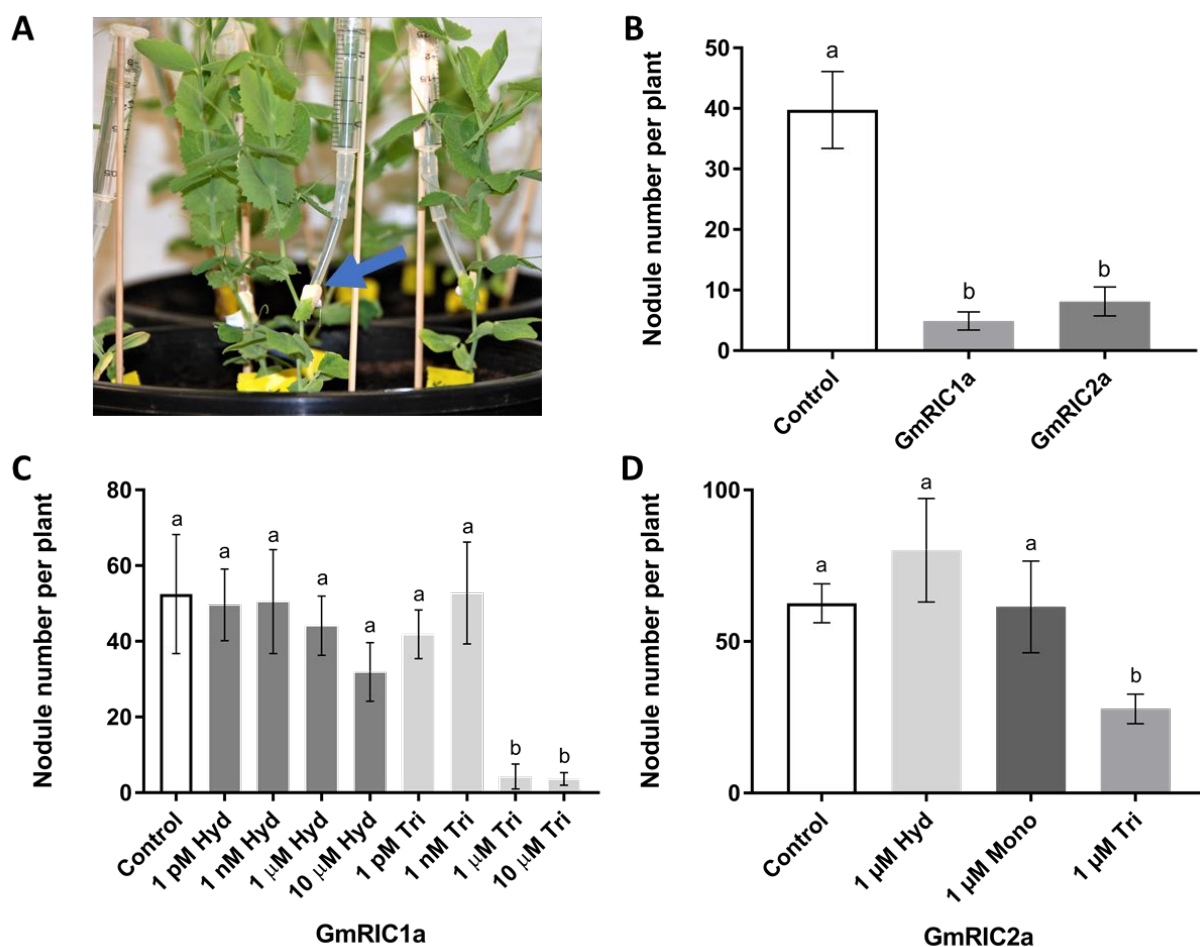 A
B
Nodule number per plant
50
40
30
20
10
0
a
b
b
Control
GmRIC1a
GmRIC2a
C
Nodule number per plant
80
60
40
20
0
a
a
a
a
a
a
a
b
b
Control
1 pM Hyd
1 nM Hyd
1 μM Hyd
10 μM Hyd
1 pM Tri
1 nM Tri
1 μM Tri
10 μM Tri
GmRIC1a
D
Nodule number per plant
100
50
0
a
a
a
b
Control
1 µM Hyd
1 µM Mono
1 µM Tri
GmRIC2a